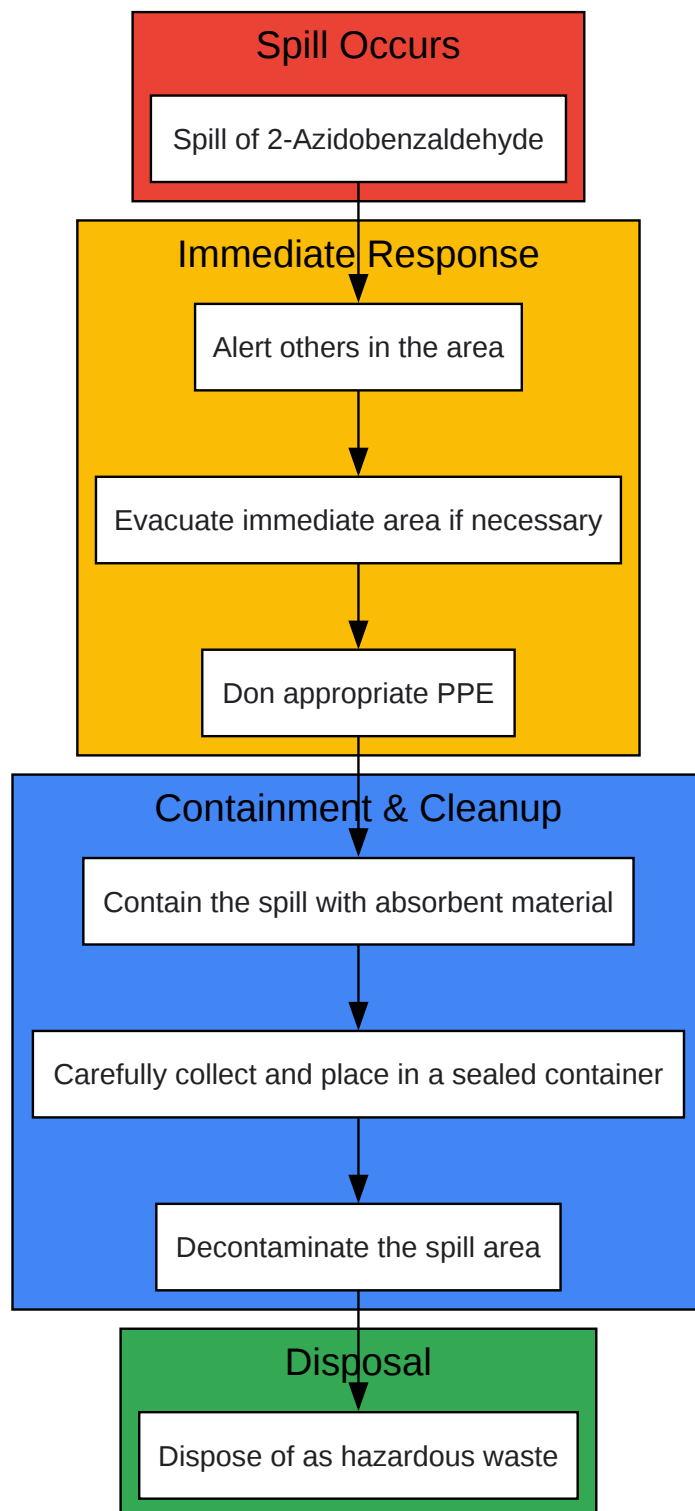 Spill Occurs
Spill of 2-Azidobenzaldehyde
Immediate Response
Alert others in the area
Evacuate immediate area if necessary
Don appropriate PPE
Containment & Cleanup
Contain the spill with absorbent material
Carefully collect and place in a sealed container
Decontaminate the spill area
Disposal
Dispose of as hazardous waste